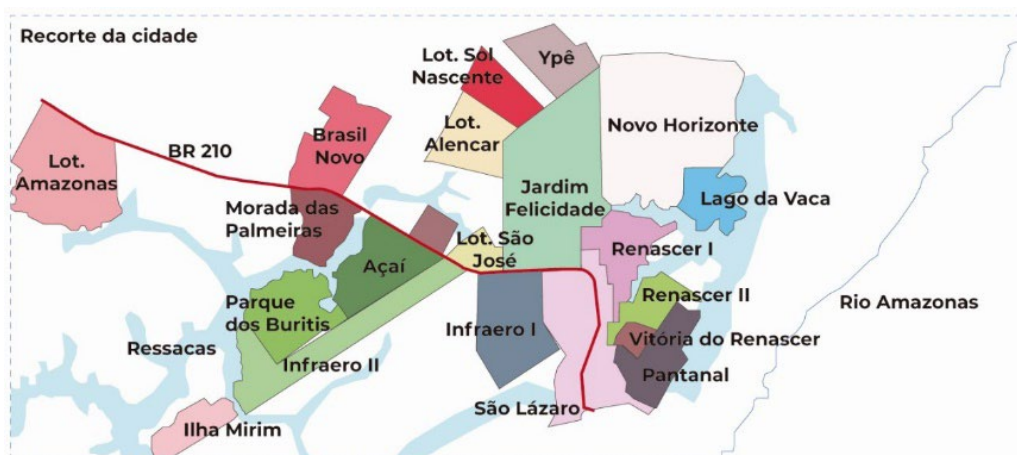 Recorte da cidade
Lot. Sol
Nascente
Ypê
Lot.
Alencar
Novo Horizonte
Brasil
Novo
BR 210
Lot.
Amazonas
Morada das
Palmeiras
Jardim
Felicidade
Lago da Vaca
Lot. São
José
Renascer I
Açaí
Renascer II
Rio Amazonas
Parque
dos Buritis
Infraero I
Vitória do Renascer
Ressacas
Infraero II
Pantanal
São Lázaro
Ilha Mirim